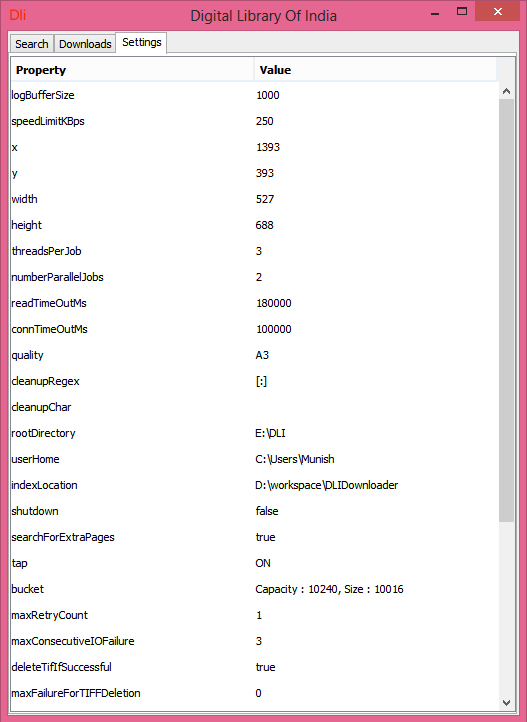 Dli Digital Library Of India
Search Downloads Settings
Property Value
logBufferSize 1000
speedLimitKBps 250
x 1393
y 393
width 527
height 688
threadsPerJob 3
numberParallelJobs 2
readTimeOutMs 180000
connTimeOutMs 100000
quality A3
cleanupRegex [:]
cleanupChar
rootDirectory E:\DLI
userHome C:\Users\Munish
indexLocation D:\workspace\DLIDownloader
shutdown false
searchForExtraPages true
tap ON
bucket Capacity : 10240, Size : 10016
maxRetryCount 1
maxConsecutiveIOFailure 3
deleteTifIfSuccessful true
maxFailureForTIFFDeletion 0